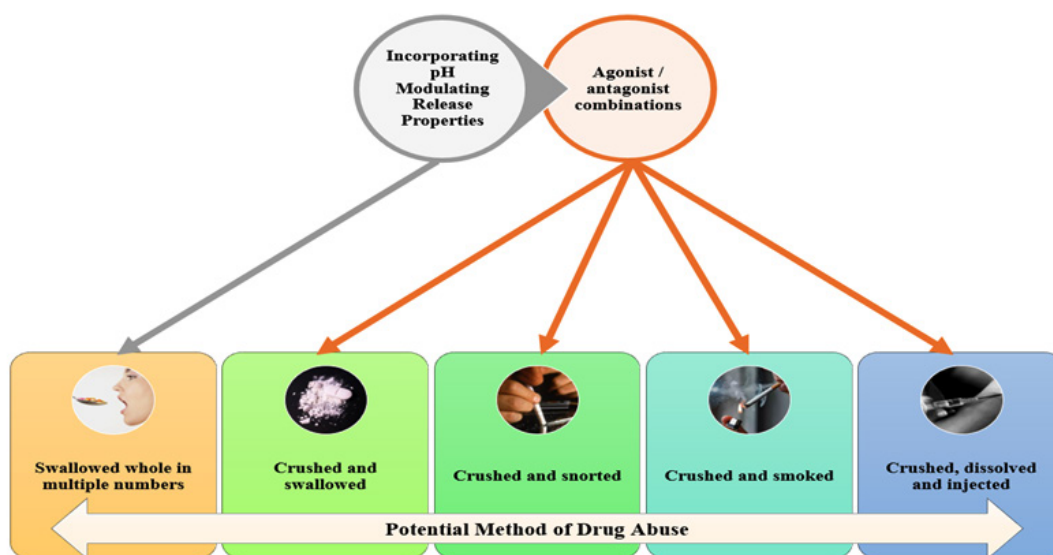 Incorporating
pH
Modulating
Release
Properties
Agonist /
antagonist
combinations
Swallowed whole in
multiple numbers
Crushed and
swallowed
Crushed and snorted
Crushed and smoked
Crushed, dissolved
and injected
Potential Method of Drug Abuse